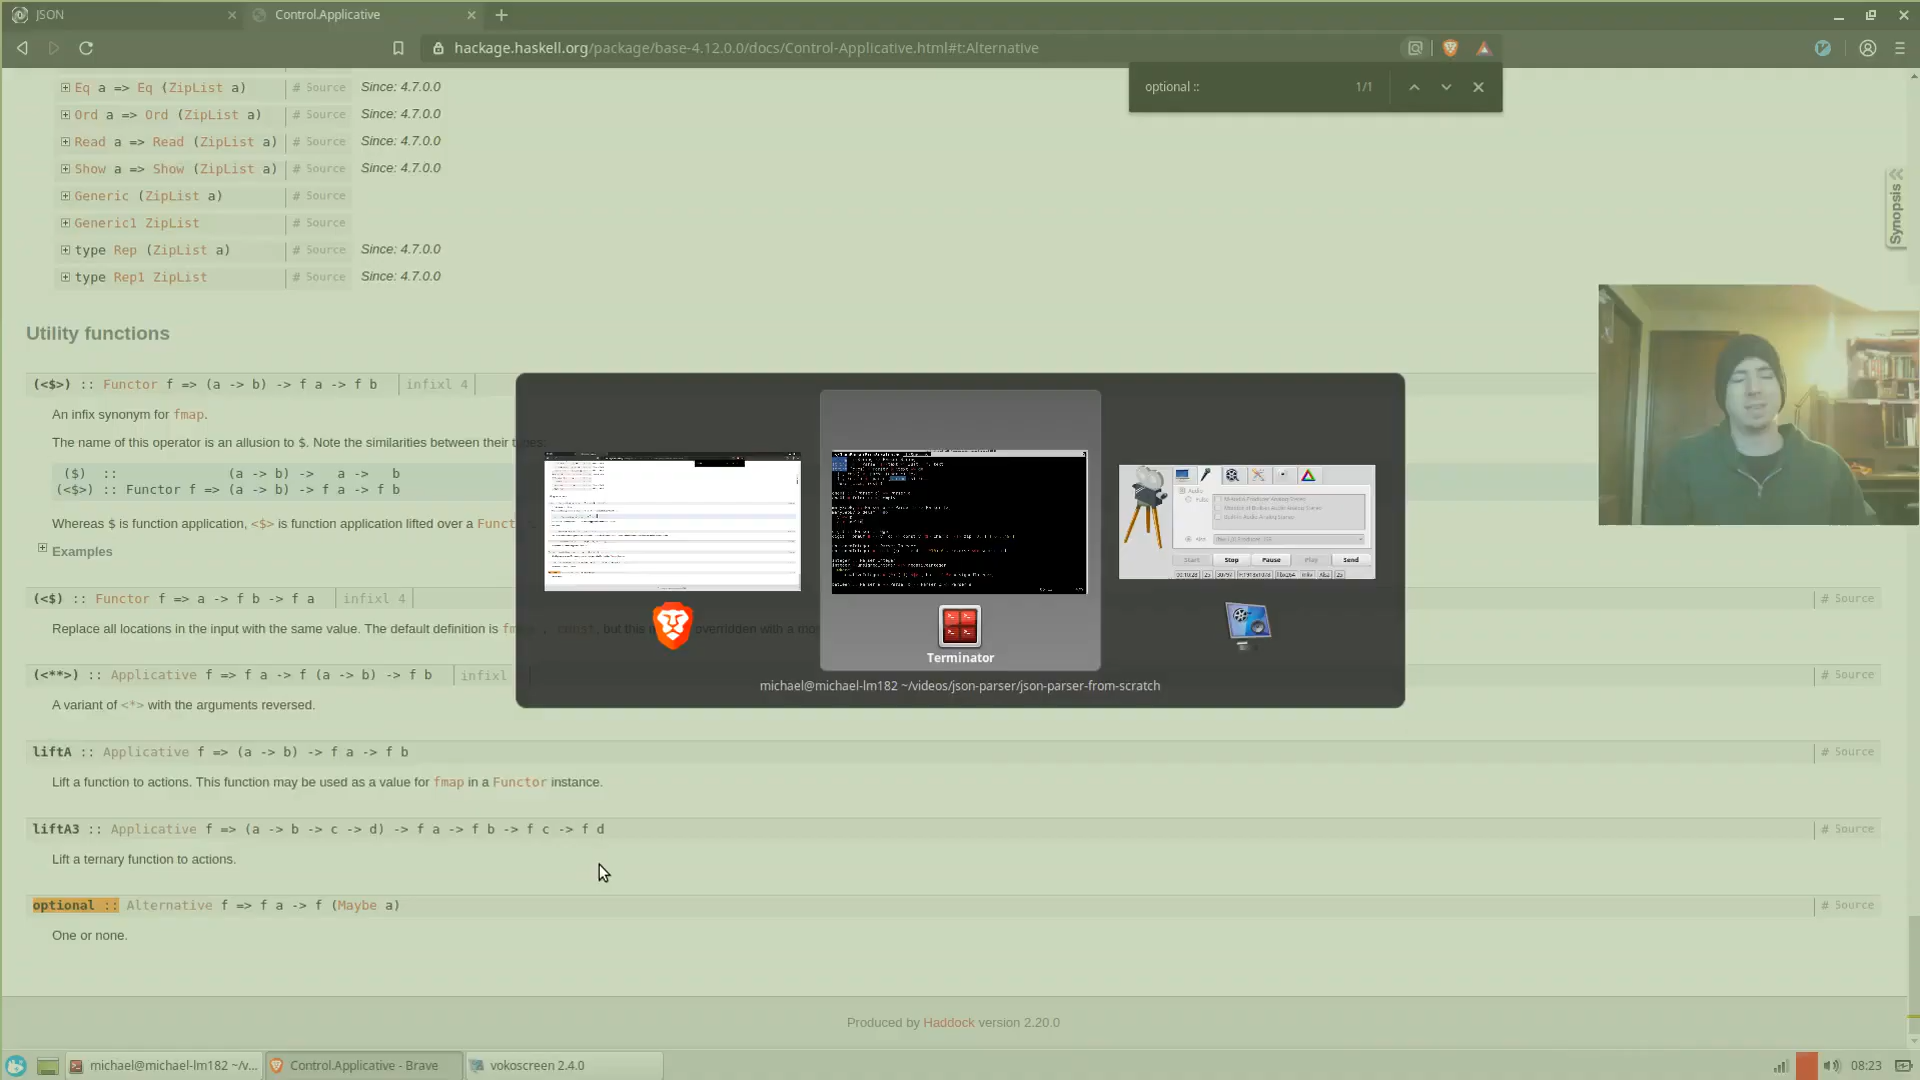 JSON
Control.Applicative
hackage.haskell.org/package/base-4.12.0.0/docs/Control-Applicative.html#t:Alternative
optional ::
1/1
Eq a => Eq (ZipList a) # Source Since: 4.7.0.0
Ord a => Ord (ZipList a) # Source Since: 4.7.0.0
Read a => Read (ZipList a) # Source Since: 4.7.0.0
Show a => Show (ZipList a) # Source Since: 4.7.0.0
Generic (ZipList a) # Source
Generic1 ZipList # Source
type Rep (ZipList a) # Source Since: 4.7.0.0
type Rep1 ZipList # Source Since: 4.7.0.0
Synopsis
Utility functions
(<$>) :: Functor f => (a -> b) -> f a -> f b infixl 4
An infix synonym for fmap.
The name of this operator is an allusion to $. Note the similarities between their
($) :: (a -> b) -> a -> b
(<$>) :: Functor f => (a -> b) -> f a -> f b
Whereas $ is function application, <$> is function application lifted over a Funct
Examples
(<$) :: Functor f => a -> f b -> f a infixl 4 # Source
Replace all locations in the input with the same value. The default definition is
(<**>) :: Applicative f => f a -> f (a -> b) -> f b infixl # Source
A variant of <*> with the arguments reversed.
liftA :: Applicative f => (a -> b) -> f a -> f b # Source
Lift a function to actions. This function may be used as a value for fmap in a Functor instance.
liftA3 :: Applicative f => (a -> b -> c -> d) -> f a -> f b -> f c -> f d # Source
Lift a ternary function to actions.
optional :: Alternative f => f a -> f (Maybe a) # Source
One or none.
Produced by Haddock version 2.20.0
Stop Pause Play Send
Terminator
michael@michael-lm182 ~/videos/json-parser/json-parser-from-scratch
michael@michael-lm182 ~/v...
Control.Applicative - Brave
vokoscreen 2.4.0
08:23